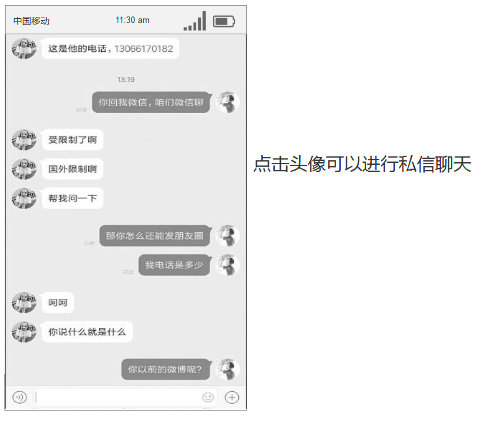 中国移动
11:30 am
这是他的电话，13066170182
13:19
你回我微信，咱们微信聊
受限制了啊
国外限制啊
帮我问一下
点击头像可以进行私信聊天
那你怎么还能发朋友圈
我电话是多少
呵呵
你说什么就是什么
你以前的微博呢？